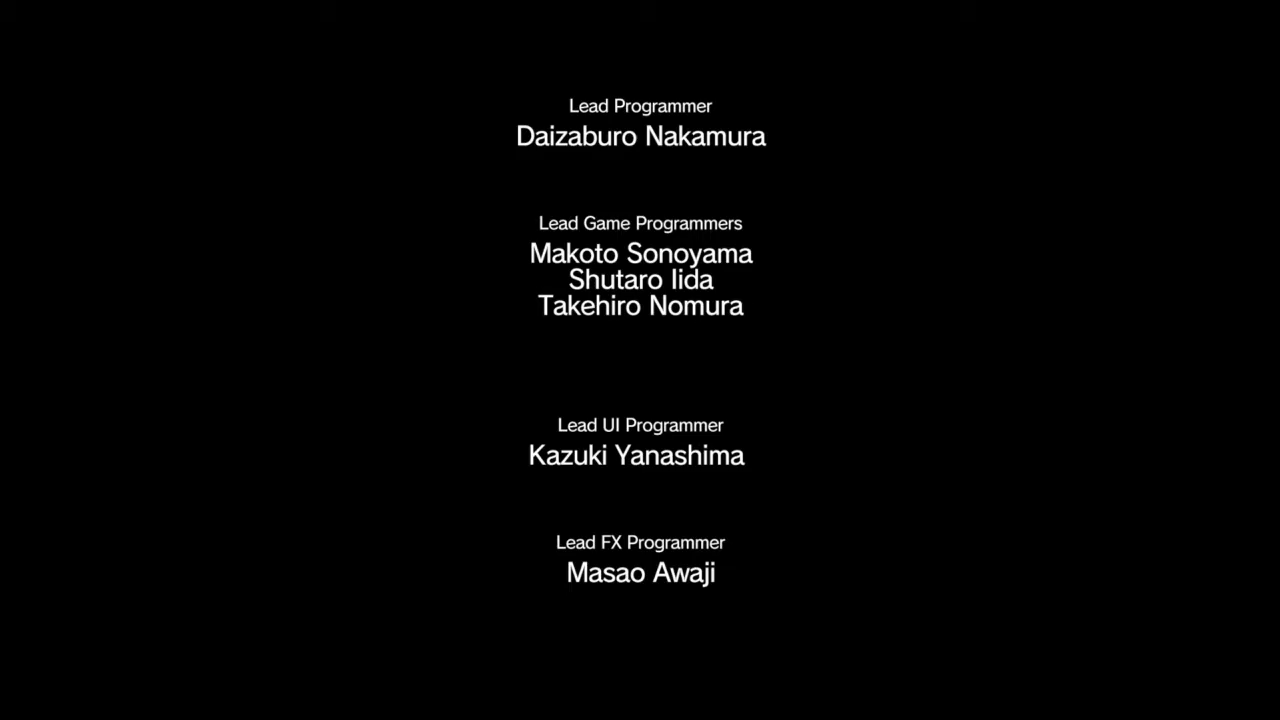 Lead Programmer
Daizaburo Nakamura
Lead Game Programmers
Makoto Sonoyama
Shutaro Iida
Takehiro Nomura
Lead UI Programmer
Kazuki Yanashima
Lead FX Programmer
Masao Awaji